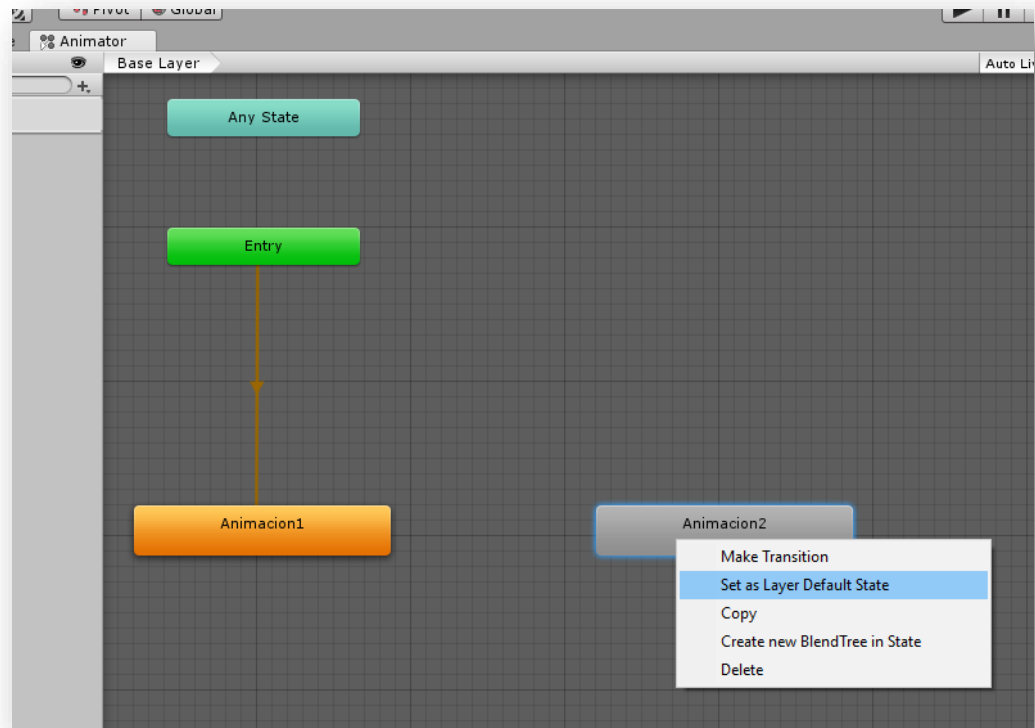 Pivot
Global
Animator
Base Layer
Auto Li
Any State
Entry
Animacion1
Animacion2
Make Transition
Set as Layer Default State
Copy
Create new BlendTree in State
Delete